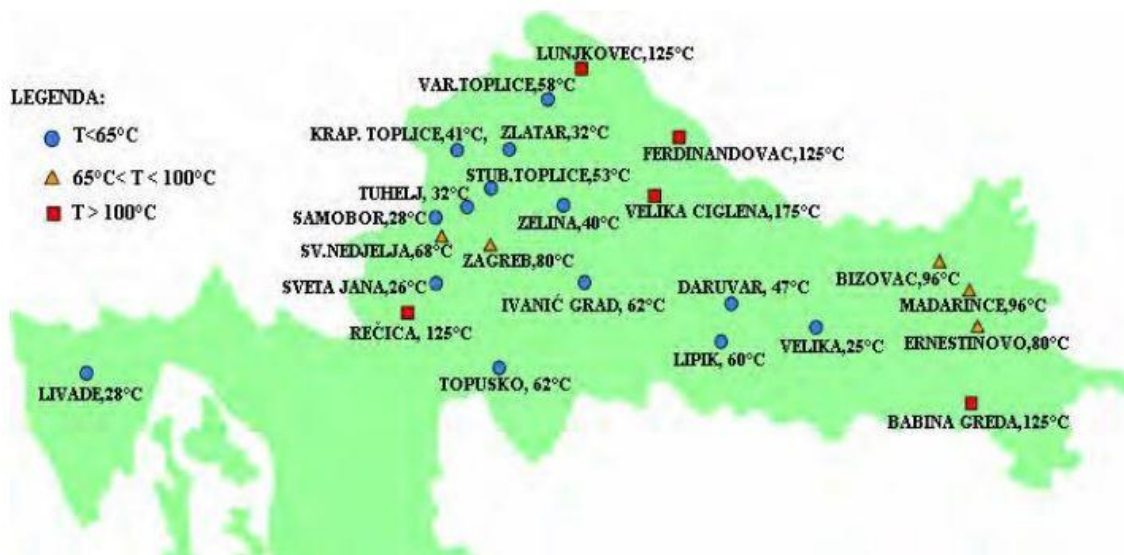 LEGENDA:
T<65°C
65°C< T < 100°C
T > 100°C
LUNJKOVEC,125°C
VAR.TOPLICE,58°C
KRAP. TOPLICE,41°C,
ZLATAR,32°C
FERDINANDOVAC,125°C
STUB.TOPLICE,53°C
TUHELJ, 32°C
SAMOBOR,28°C
ZELINA,40°C
VELIKA CIGLENA,175°C
SV.NEDJELJA,68°C
ZAGREB,80°C
BIZOVAC,96°C
SVETA JANA,26°C
IVANIĆ GRAD, 62°C
DARUVAR, 47°C
MADARINCE,96°C
REČICA, 125°C
LIPIK, 60°C
VELIKA,25°C
ERNESTINOVO,80°C
LIVADE,28°C
TOPUSKO, 62°C
BABINA GREDA,125°C